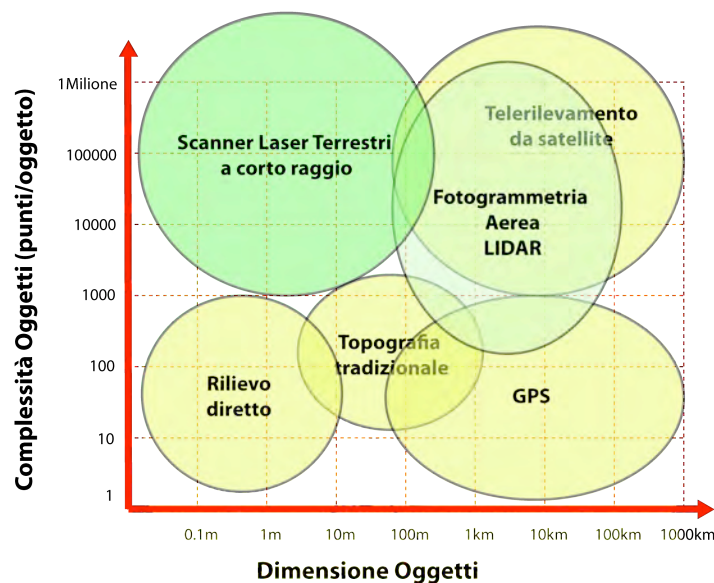 Complessità Oggetti (punti/oggetto)
1Milione
100000
10000
1000
100
10
1
Scanner Laser Terrestri
a corto raggio
Telerilevamento
da satellite
Fotogrammetria
Aerea
LIDAR
Topografia
tradizionale
Rilievo
diretto
GPS
0.1m 1m 10m 100m 1km 10km 100km 1000km
Dimensione Oggetti